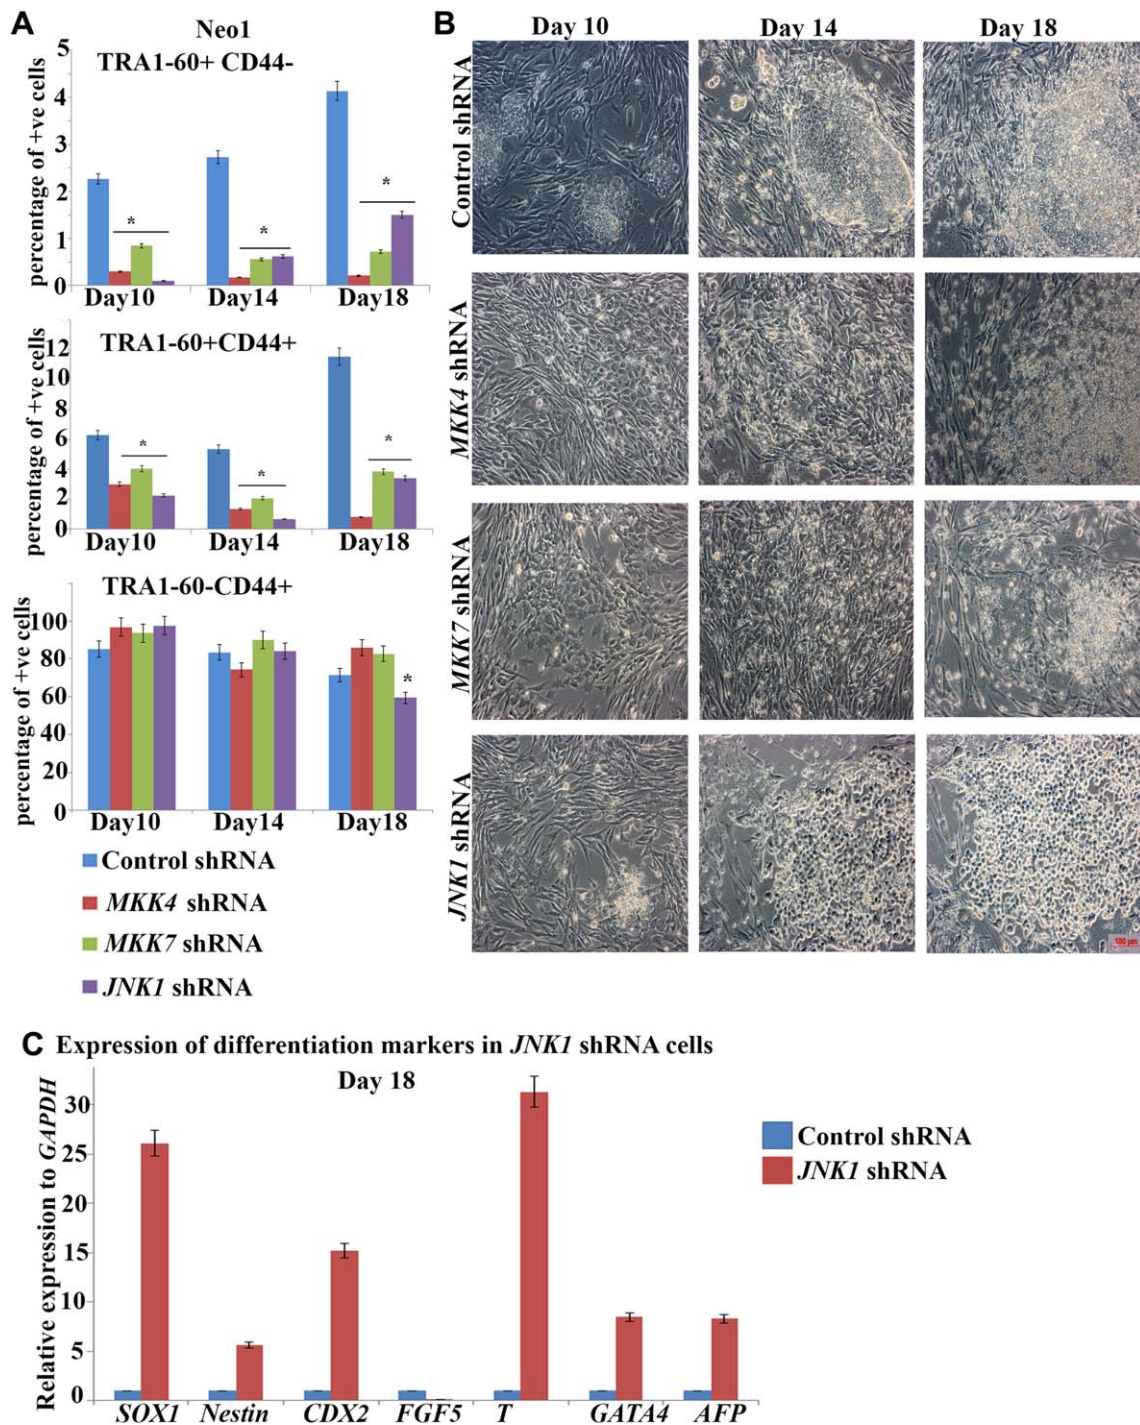 A
Neo1
TRA1-60+ CD44-
percentage of +ve cells
5
4
3
2
1
0
Day10 Day14 Day18
*
*
*
TRA1-60+CD44+
percentage of +ve cells
12
10
8
6
4
2
0
Day10 Day14 Day18
*
*
*
TRA1-60-CD44+
percentage of +ve cells
100
80
60
40
20
0
Day10 Day14 Day18
*
Control shRNA
MKK4 shRNA
MKK7 shRNA
JNK1 shRNA
B
Day 10 Day 14 Day 18
Control shRNA
MKK4 shRNA
MKK7 shRNA
JNK1 shRNA
100 µm
C Expression of differentiation markers in JNK1 shRNA cells
Day 18
Relative expression to GAPDH
30
25
20
15
10
5
0
SOX1 Nestin CDX2 FGF5 T GATA4 AFP
Control shRNA
JNK1 shRNA